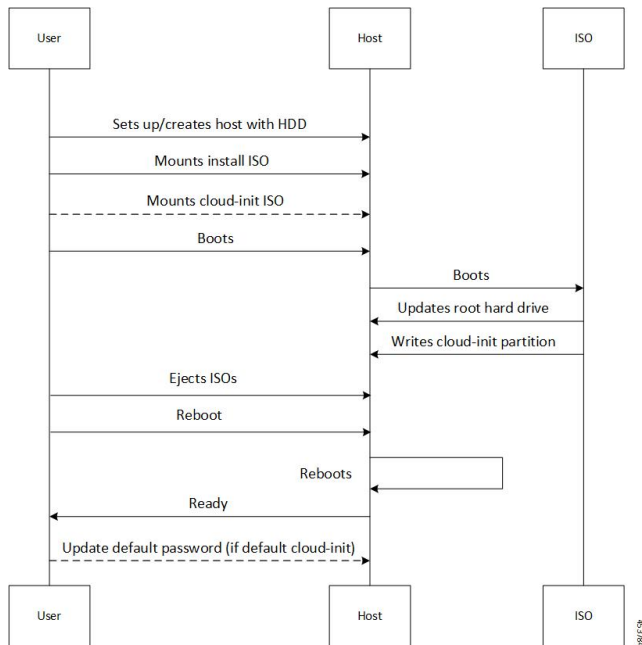 User
Host
ISO
Sets up/creates host with HDD
Mounts install ISO
Mounts cloud-init ISO
Boots
Boots
Updates root hard drive
Writes cloud-init partition
Ejects ISOs
Reboot
Reboots
Ready
Update default password (if default cloud-init)
User
Host
ISO